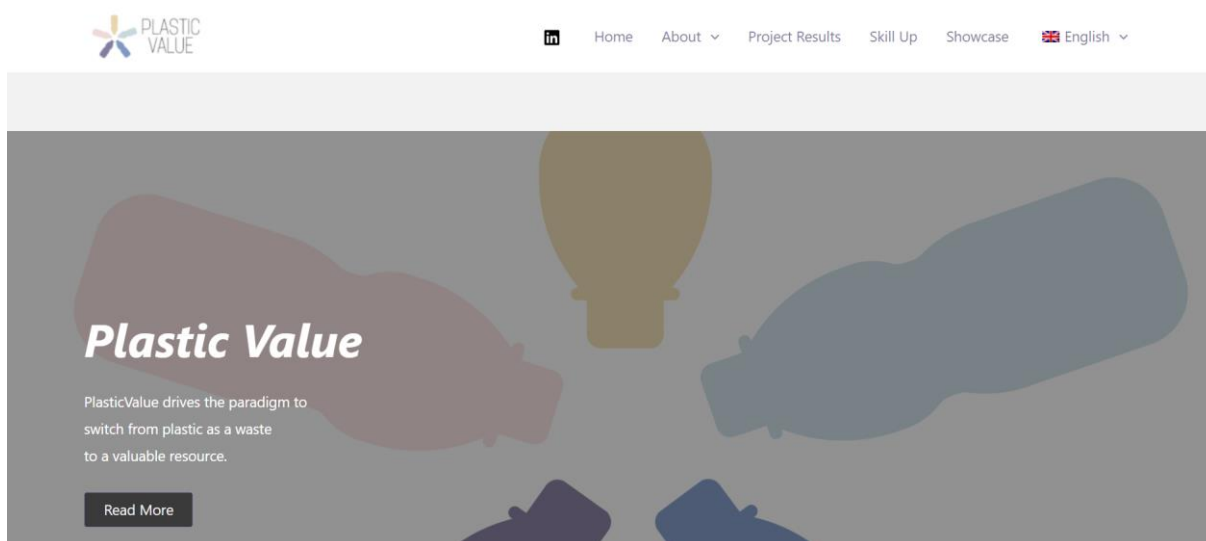 PLASTIC
VALUE
in
Home
About
Project Results
Skill Up
Showcase
English
Plastic Value
PlasticValue drives the paradigm to
switch from plastic as a waste
to a valuable resource.
Read More